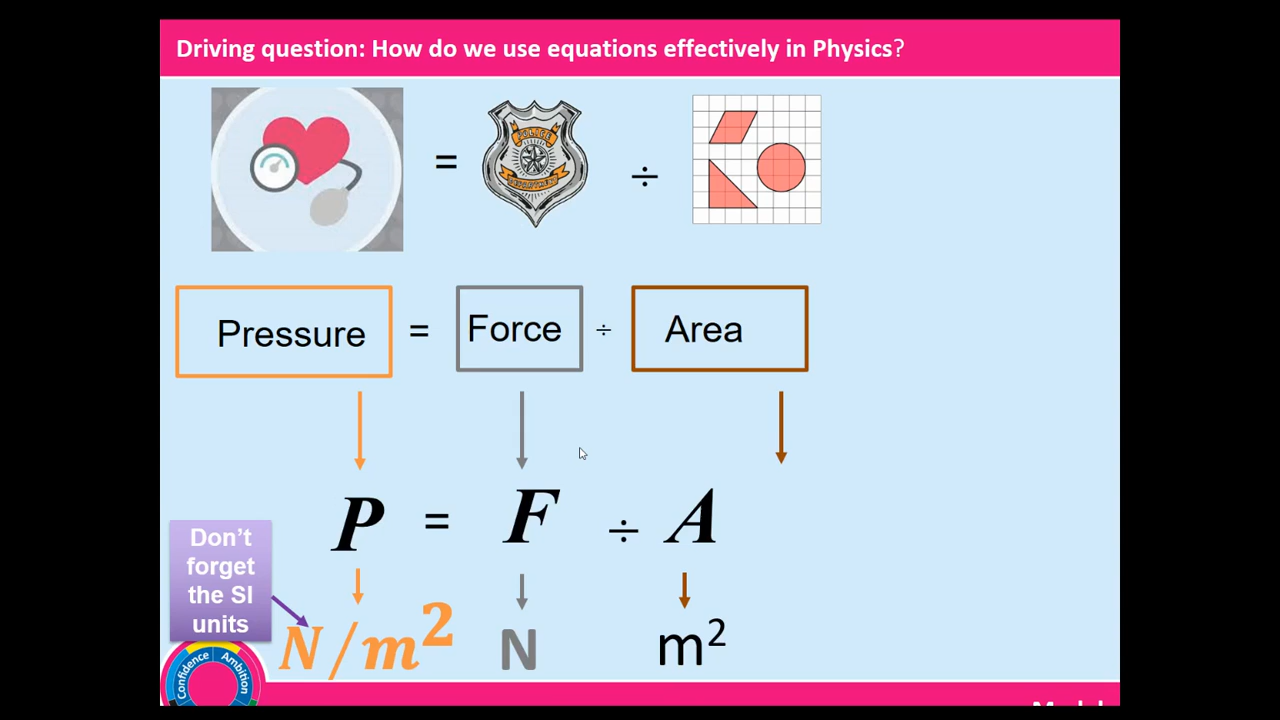 Driving question: How do we use equations effectively in Physics?
= ÷
POLICE
Pressure = Force ÷ Area
P = F ÷ A
Don't
forget
the SI
units
N/m² N m²
Confidence Ambition